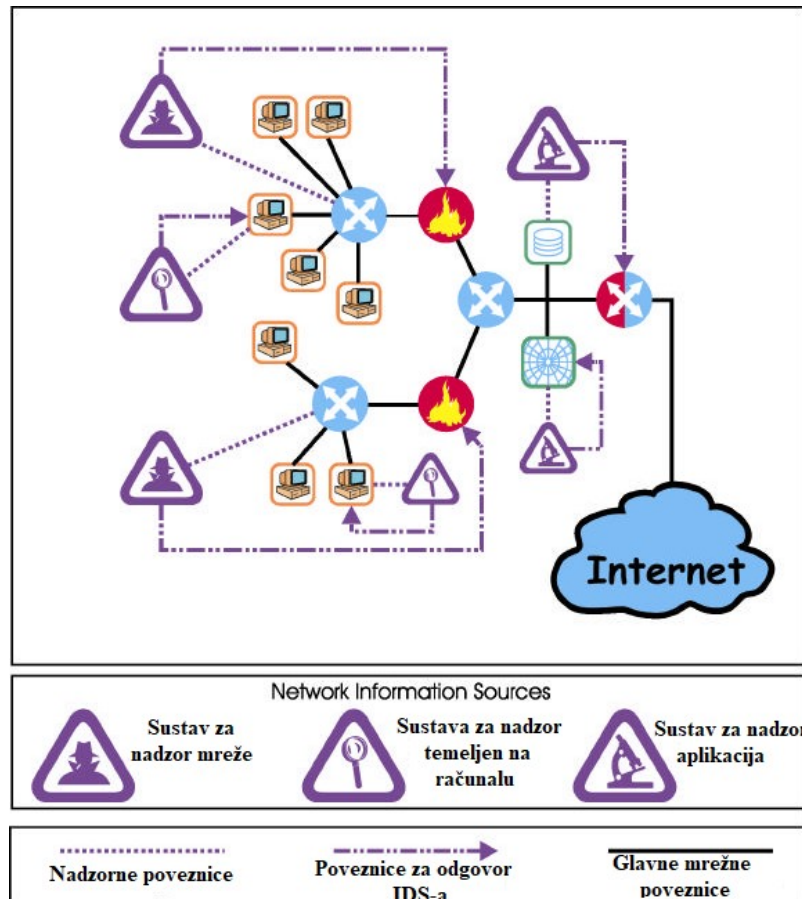 Internet
Network Information Sources
Sustav za
nadzor mreže
Sustava za nadzor
temeljen na
računalu
Sustav za nadzor
aplikacija
Nadzorne poveznice
Poveznice za odgovor
IDS-a
Glavne mrežne
poveznice